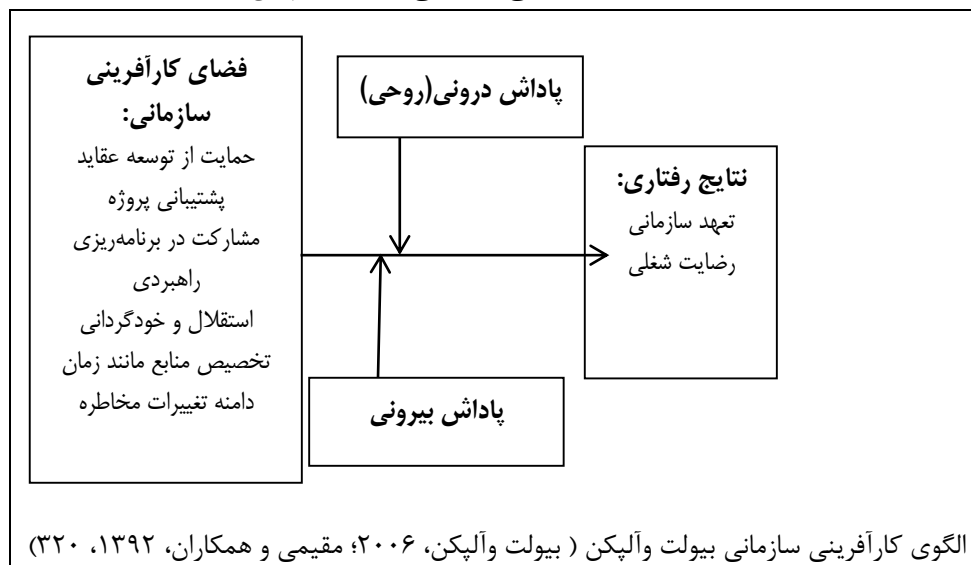 فضای کارآفرینی
سازمانی:
حمایت از توسعه عقاید
پشتیبانی پروژه
مشارکت در برنامه‌ریزی
راهبردی
استقلال و خودگردانی
تخصیص منابع مانند زمان
دامنه تغییرات مخاطره
پاداش درونی(روحی)
پاداش بیرونی
نتایج رفتاری:
تعهد سازمانی
رضایت شغلی
الگوی کارآفرینی سازمانی بیولت وآلپکن ( بیولت وآلپکن، ۲۰۰۶؛ مقیمی و همکاران، ۱۳۹۲، ۳۲۰)